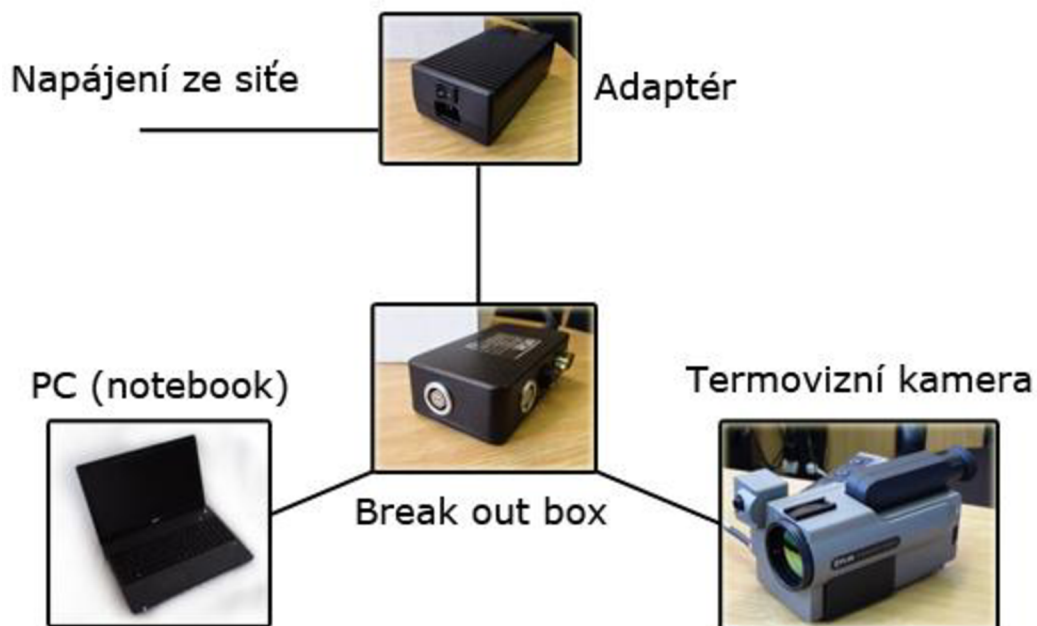 Napájení ze siťe
Adaptér
PC (notebook)
Termovizní kamera
Break out box